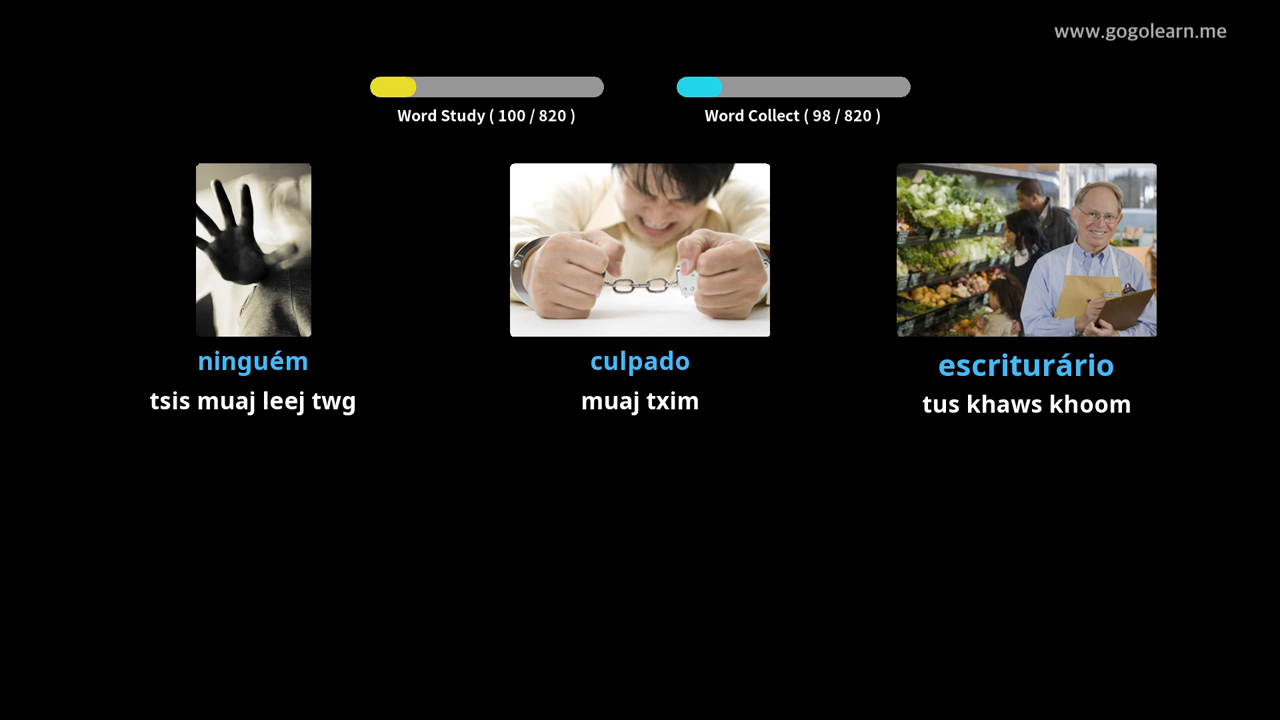 www.gogolearn.me
Word Study ( 100 / 820 )
Word Collect ( 98 / 820 )
ninguém
tsis muaj leej twg
culpado
muaj txim
escriturário
tus khaws khoom